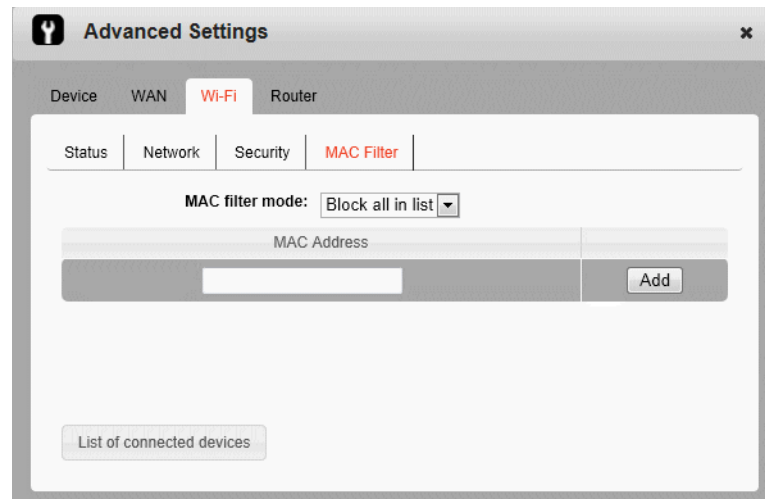 Advanced Settings
Device WAN Wi-Fi Router
Status Network Security MAC Filter
MAC filter mode: Block all in list
MAC Address
Add
List of connected devices